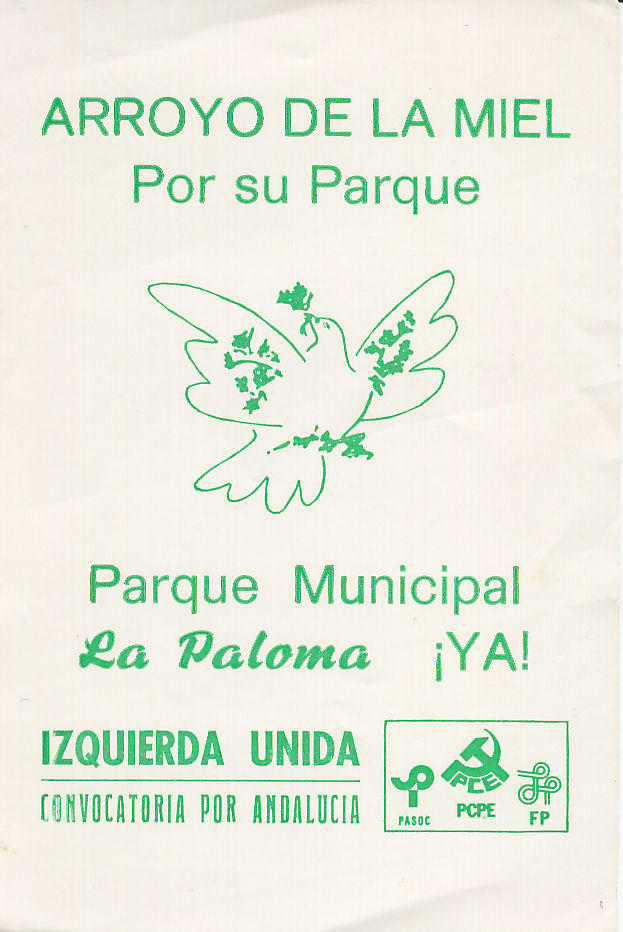 ARROYO DE LA MIEL
Por su Parque
Parque Municipal
La Paloma ¡YA!
IZQUIERDA UNIDA
CONVOCATORIA POR ANDALUCIA
PASOC
PCE
PCPE
FP